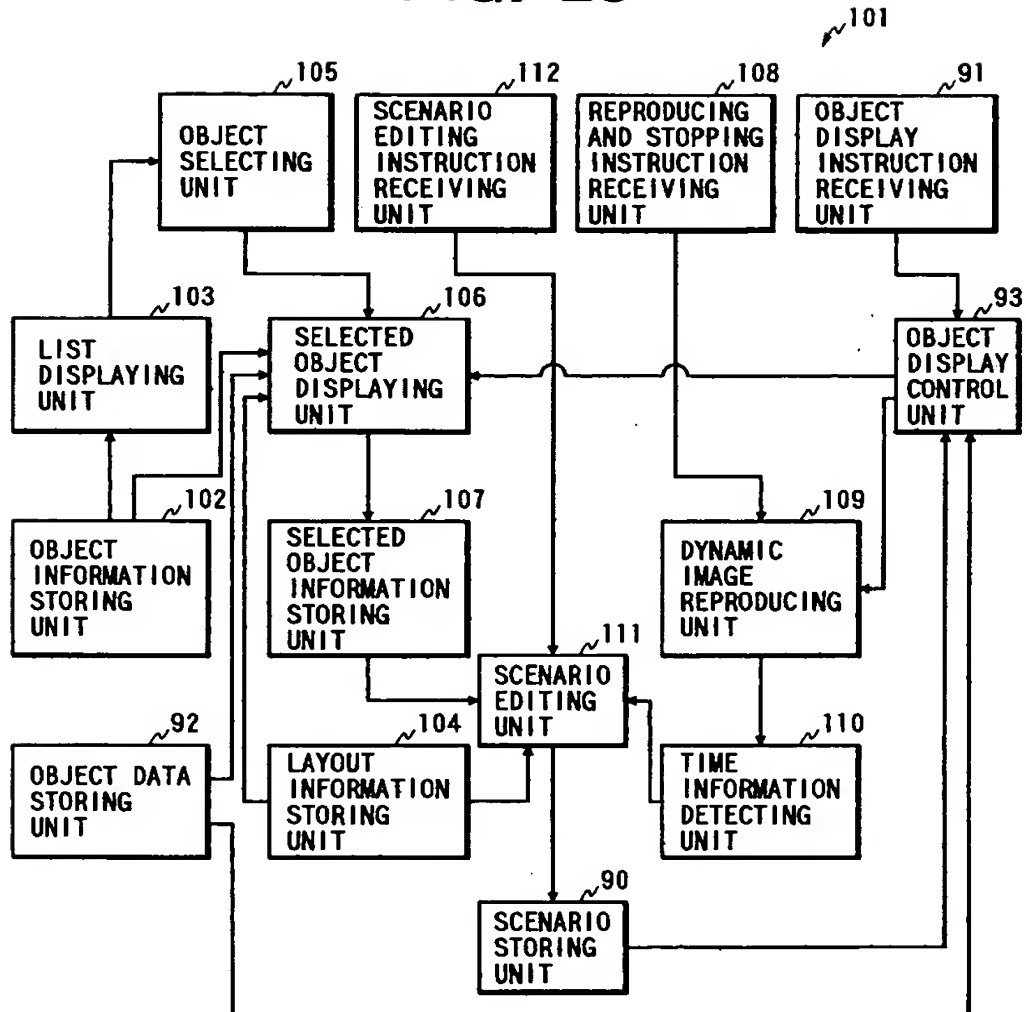 101
105
OBJECT
SELECTING
UNIT
112
SCENARIO
EDITING
INSTRUCTION
RECEIVING
UNIT
108
REPRODUCING
AND STOPPING
INSTRUCTION
RECEIVING
UNIT
91
OBJECT
DISPLAY
INSTRUCTION
RECEIVING
UNIT
103
LIST
DISPLAYING
UNIT
106
SELECTED
OBJECT
DISPLAYING
UNIT
93
OBJECT
DISPLAY
CONTROL
UNIT
102
OBJECT
INFORMATION
STORING
UNIT
107
SELECTED
OBJECT
INFORMATION
STORING
UNIT
109
DYNAMIC
IMAGE
REPRODUCING
UNIT
111
SCENARIO
EDITING
UNIT
92
OBJECT DATA
STORING
UNIT
104
LAYOUT
INFORMATION
STORING
UNIT
110
TIME
INFORMATION
DETECTING
UNIT
90
SCENARIO
STORING
UNIT